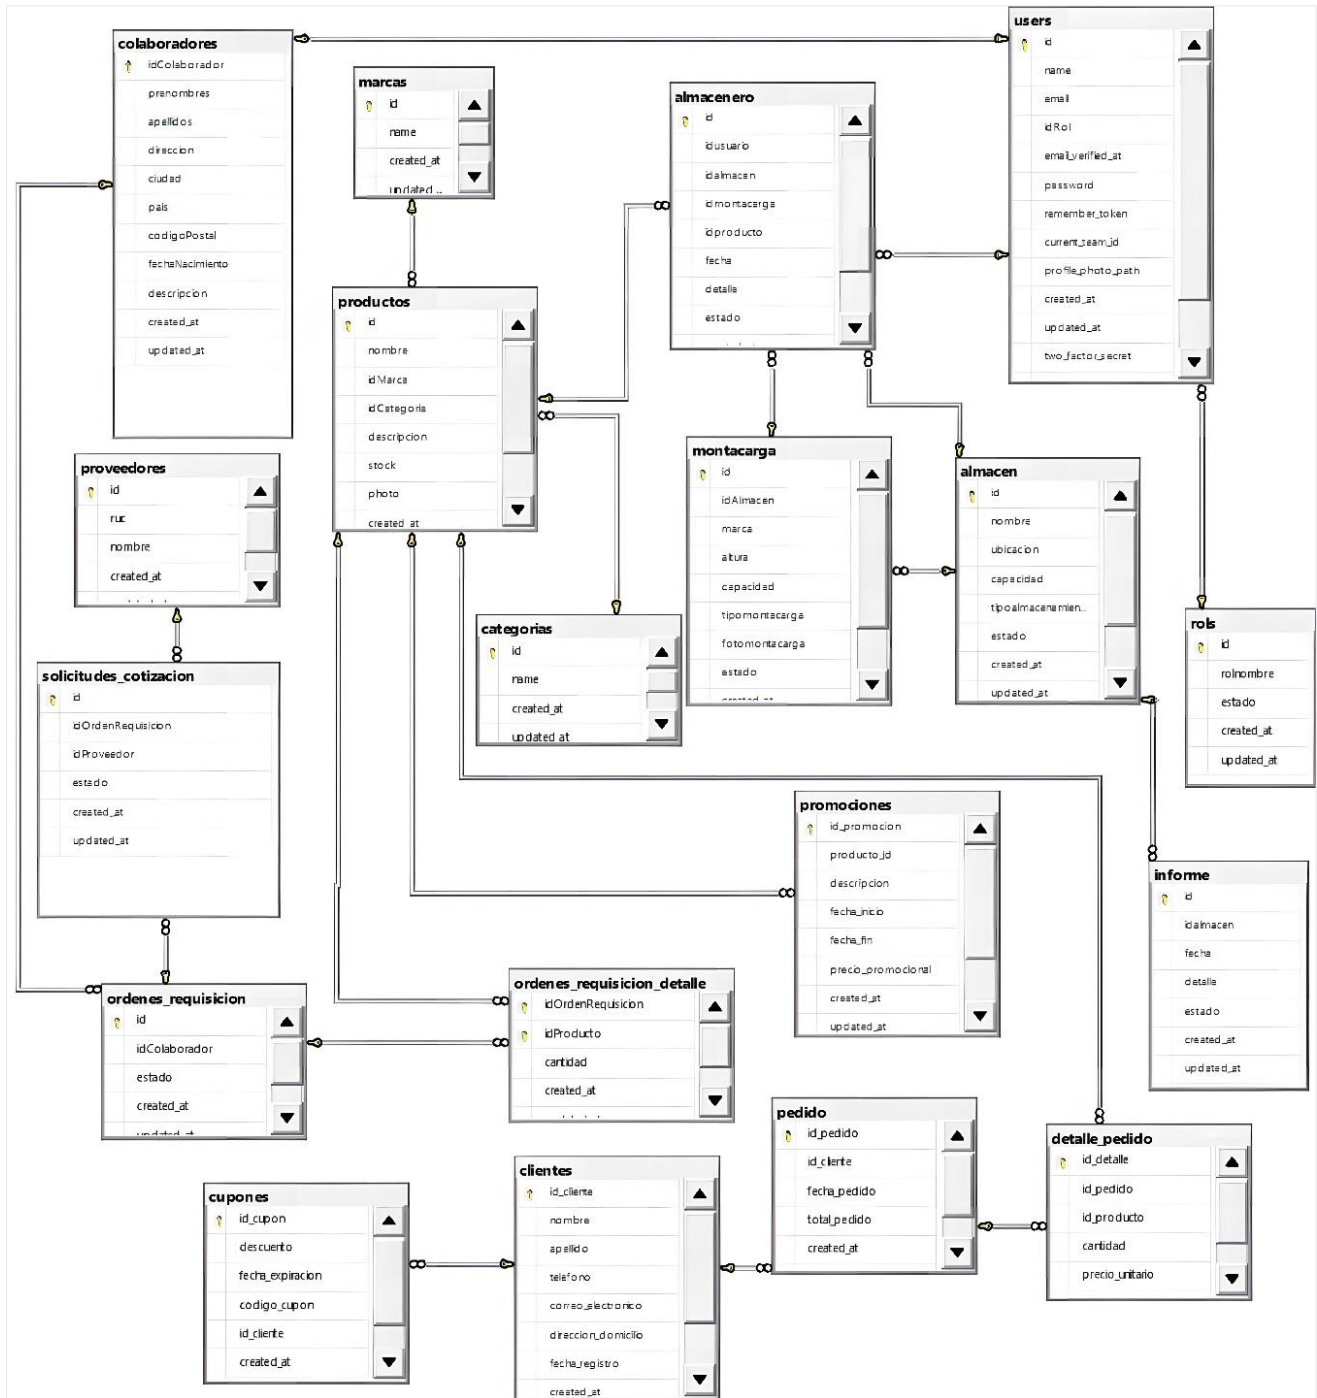 colaboradores
idColaborador
prenombres
apellidos
direccion
ciudad
pais
codigoPostal
fechaNacimiento
descripcion
created_at
updated_at
marcas
id
name
created_at
updated ...
almacenero
id
idusuario
idalmacen
idmontacarga
idproducto
fecha
detalle
estado
users
id
name
email
idRol
email_verified_at
password
remember_token
current_team_id
profile_photo_path
created_at
updated_at
two_factor_secret
productos
id
nombre
idMarca
idCategoria
descripcion
stock
photo
created_at
proveedores
id
ruc
nombre
created_at
montacarga
id
idAlmacen
marca
altura
capacidad
tipomontacarga
fotomontacarga
estado
created_at
almacen
id
nombre
ubicacion
capacidad
tipoalmacenamien...
estado
created_at
updated_at
categorias
id
name
created_at
updated_at
rols
id
rolnombre
estado
created_at
updated_at
solicitudes_cotizacion
id
idOrdenRequisicion
idProveedor
estado
created_at
updated_at
promociones
id_promocion
producto_id
descripcion
fecha_inicio
fecha_fin
precio_promocional
created_at
updated_at
informe
id
idalmacen
fecha
detalle
estado
created_at
updated_at
ordenes_requisicion
id
idColaborador
estado
created_at
updated_at
ordenes_requisicion_detalle
idOrdenRequisicion
idProducto
cantidad
created_at
pedido
id_pedido
id_cliente
fecha_pedido
total_pedido
created_at
detalle_pedido
id_detalle
id_pedido
id_producto
cantidad
precio_unitario
cupones
id_cupon
descuento
fecha_expiracion
codigo_cupon
id_cliente
created_at
clientes
id_cliente
nombre
apellido
telefono
correo_electronico
direccion_domicilio
fecha_registro
created_at